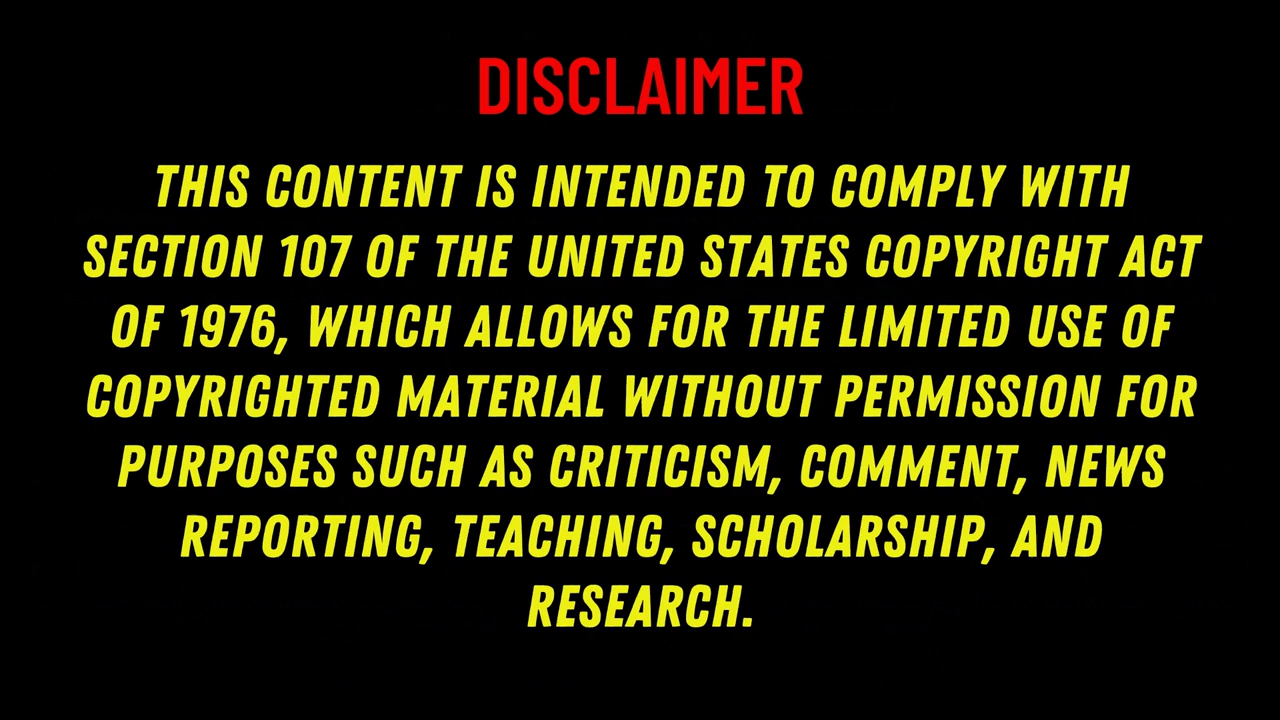 DISCLAIMER
THIS CONTENT IS INTENDED TO COMPLY WITH
SECTION 107 OF THE UNITED STATES COPYRIGHT ACT
OF 1976, WHICH ALLOWS FOR THE LIMITED USE OF
COPYRIGHTED MATERIAL WITHOUT PERMISSION FOR
PURPOSES SUCH AS CRITICISM, COMMENT, NEWS
REPORTING, TEACHING, SCHOLARSHIP, AND
RESEARCH.